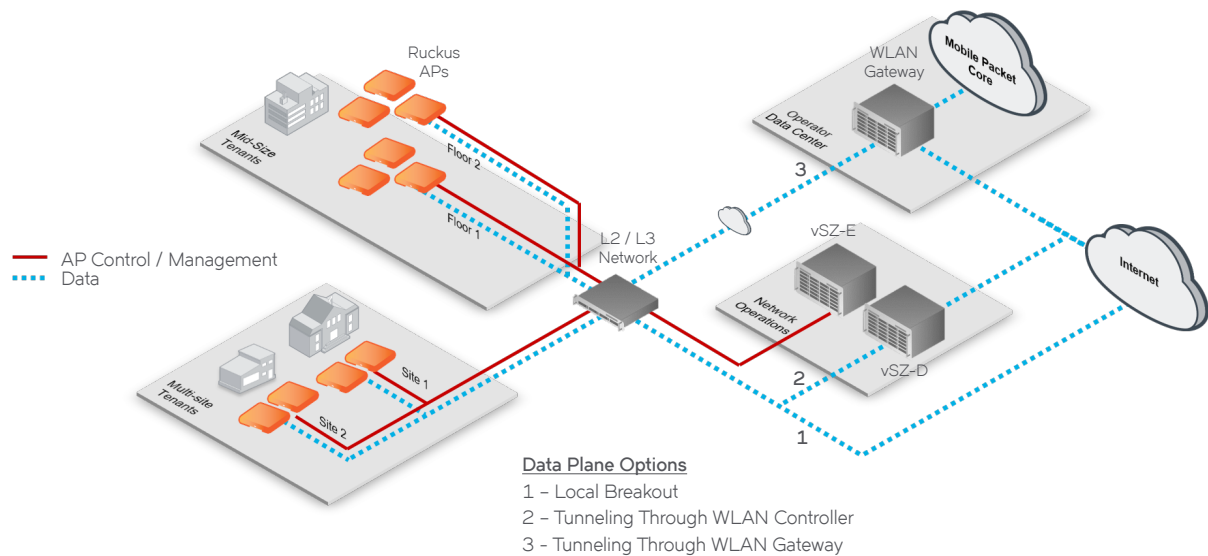 Ruckus
APs
WLAN
Gateway
Mobile Packet
Core
Mid-Size
Tenants
Floor 2
Floor 1
Operator
Data Center
3
L2 / L3
Network
vSZ-E
Internet
AP Control / Management
Data
Network
Operations
vSZ-D
2
1
Multi-site
Tenants
Site 1
Site 2
Data Plane Options
1 – Local Breakout
2 – Tunneling Through WLAN Controller
3 - Tunneling Through WLAN Gateway